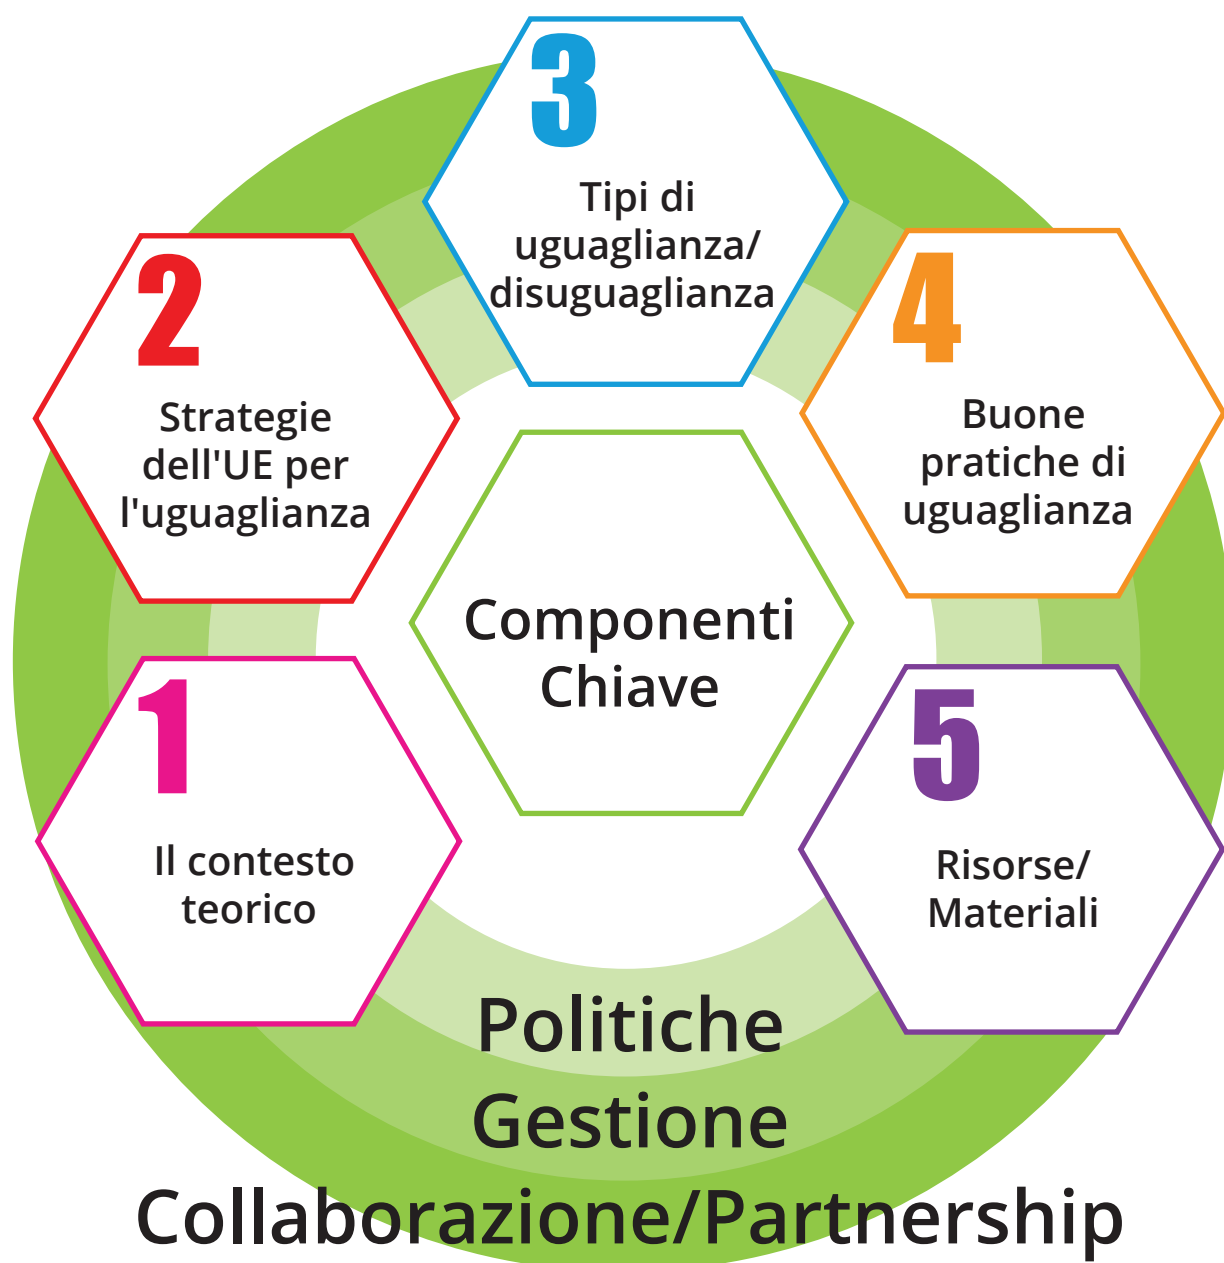 3
Tipi di
uguaglianza/
disuguaglianza
2
Strategie
dell'UE per
l'uguaglianza
4
Buone
pratiche di
uguaglianza
Componenti
Chiave
1
Il contesto
teorico
5
Risorse/
Materiali
Politiche
Gestione
Collaborazione/Partnership